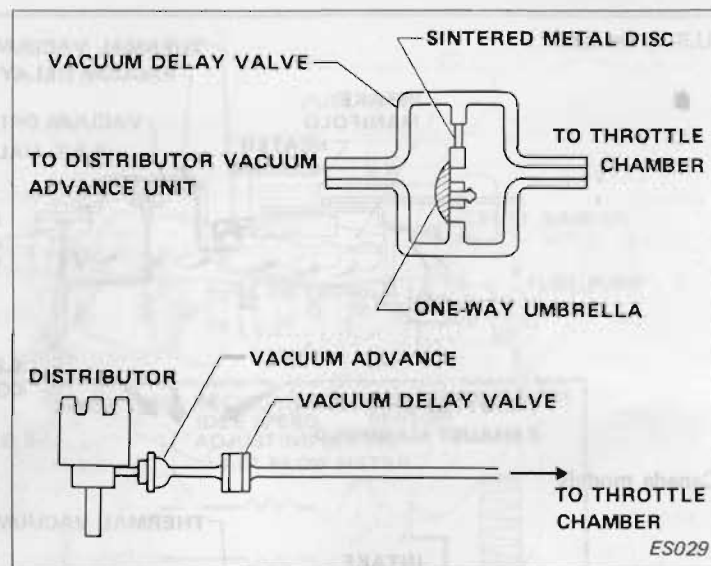 SINTERED METAL DISC
VACUUM DELAY VALVE
TO THROTTLE
CHAMBER
TO DISTRIBUTOR VACUUM
ADVANCE UNIT
ONE-WAY UMBRELLA
VACUUM ADVANCE
DISTRIBUTOR
VACUUM DELAY VALVE
TO THROTTLE
CHAMBER
ES029